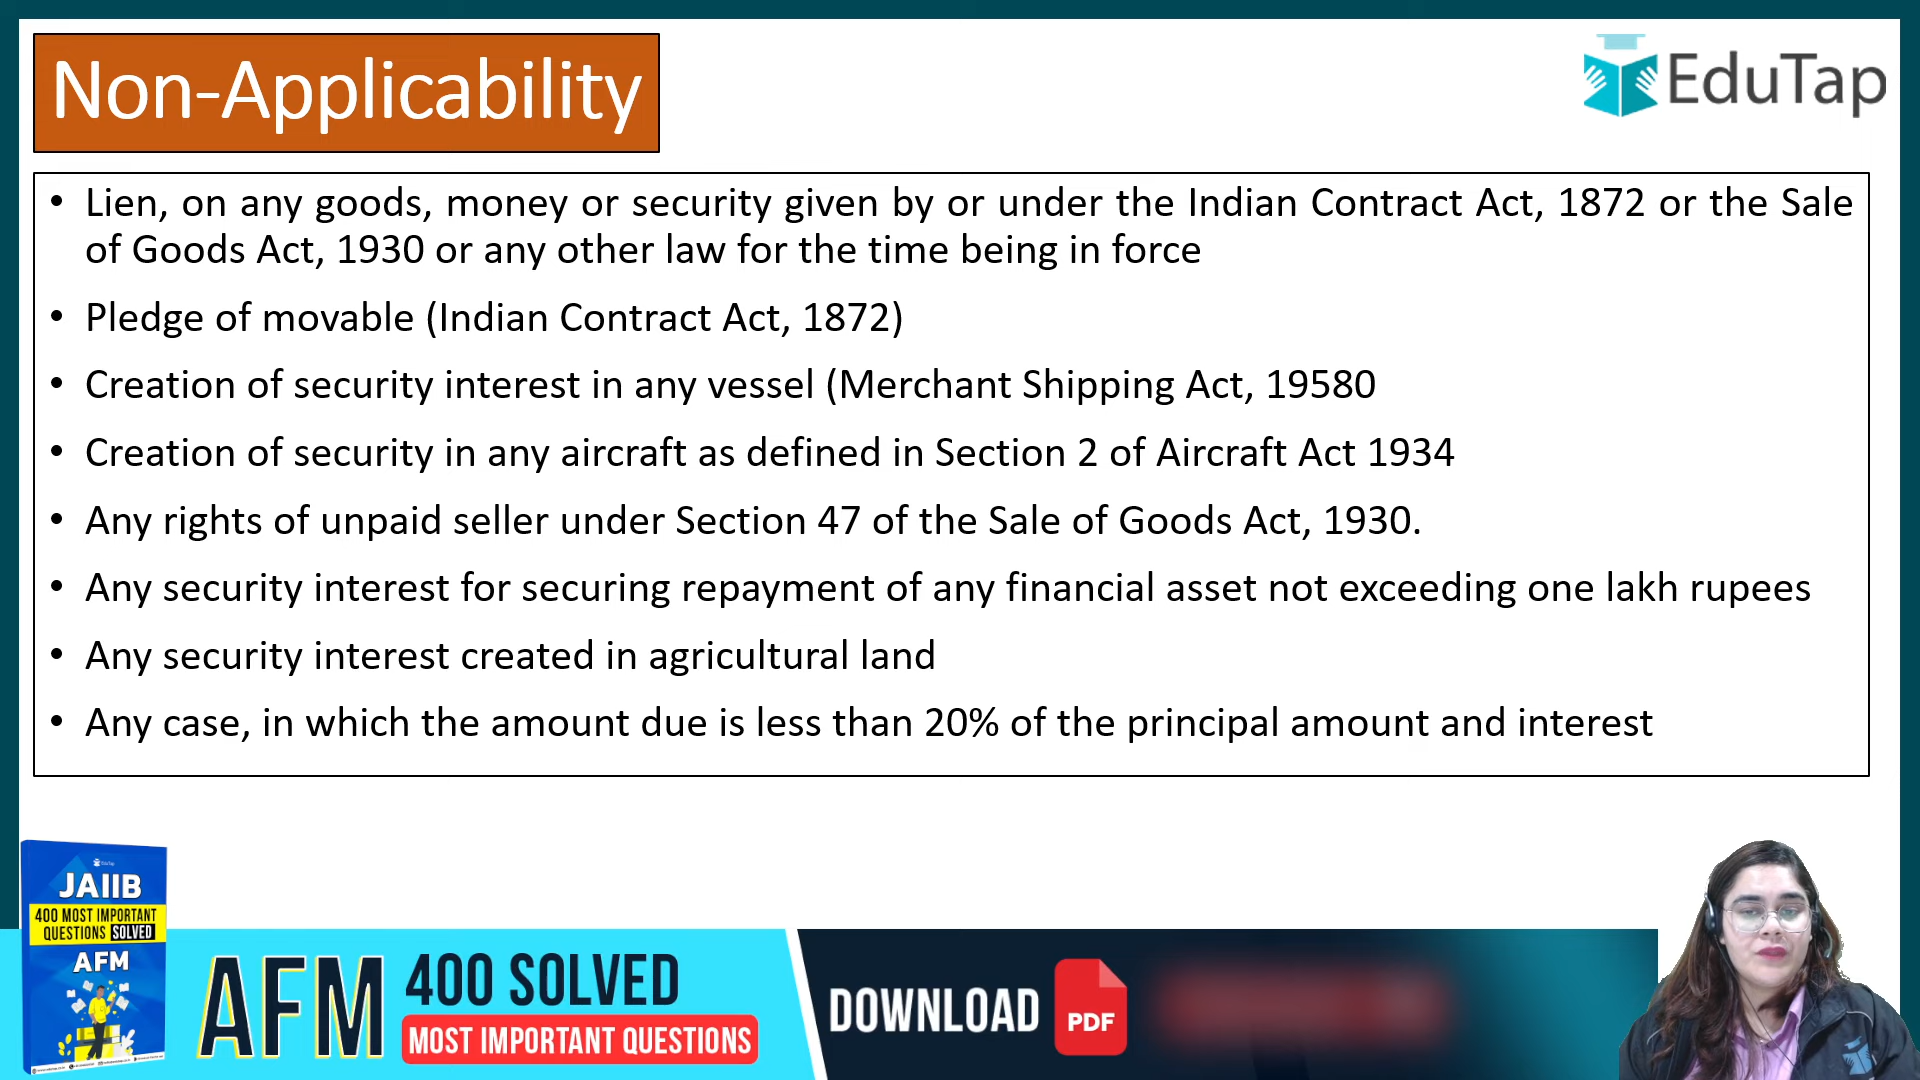 Non-Applicability
EduTap
• Lien, on any goods, money or security given by or under the Indian Contract Act, 1872 or the Sale
of Goods Act, 1930 or any other law for the time being in force
• Pledge of movable (Indian Contract Act, 1872)
• Creation of security interest in any vessel (Merchant Shipping Act, 19580
• Creation of security in any aircraft as defined in Section 2 of Aircraft Act 1934
• Any rights of unpaid seller under Section 47 of the Sale of Goods Act, 1930.
• Any security interest for securing repayment of any financial asset not exceeding one lakh rupees
• Any security interest created in agricultural land
• Any case, in which the amount due is less than 20% of the principal amount and interest
EduTap
JAIIB
400 MOST IMPORTANT
QUESTIONS SOLVED
AFM
AFM
400 SOLVED
MOST IMPORTANT QUESTIONS
DOWNLOAD
PDF